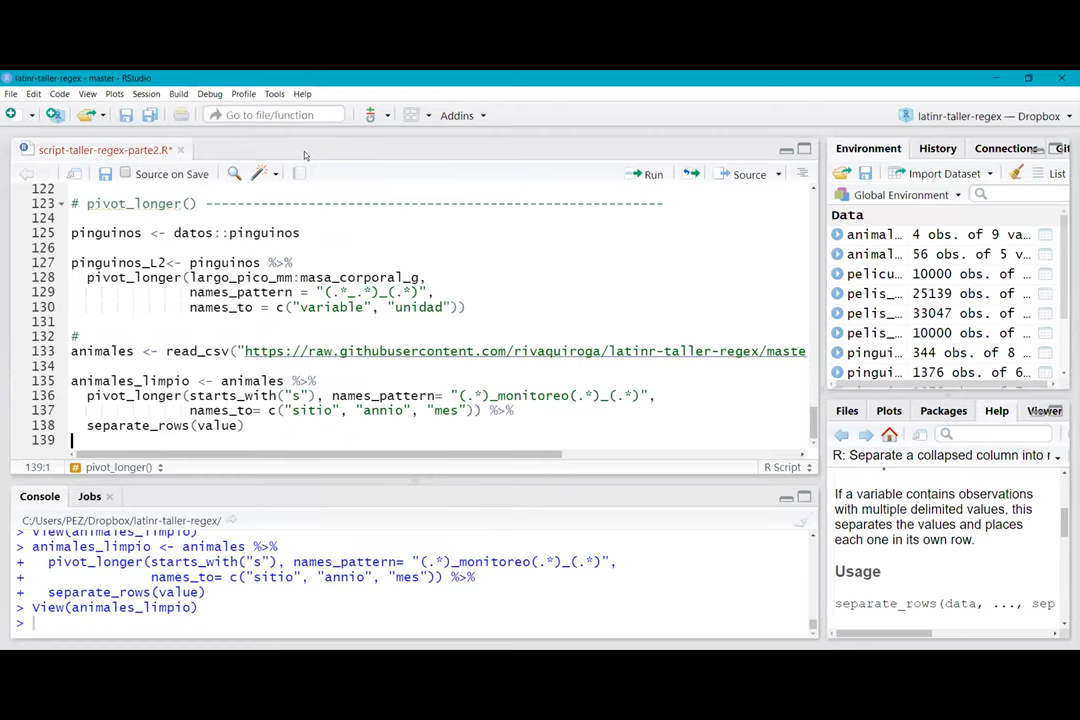 latinr-taller-regex - master - RStudio
File Edit Code View Plots Session Build Debug Profile Tools Help
Go to file/function
Addins
latinr-taller-regex — Dropbox
script-taller-regex-parte2.R*
Source on Save
Run
Source
122
123 # pivot_longer() ----------------------------------------------------------
124
125 pinguinos <- datos::pinguinos
126
127 pinguinos_L2<- pinguinos %>%
128 pivot_longer(largo_pico_mm:masa_corporal_g,
129 names_pattern = "(.*_.*)_(.*)",
130 names_to = c("variable", "unidad"))
131
132 #
133 animales <- read_csv("https://raw.githubusercontent.com/rivaquiroga/latinr-taller-regex/maste
134
135 animales_limpio <- animales %>%
136 pivot_longer(starts_with("s"), names_pattern= "(.*)_monitoreo(.*)_(.*)",
137 names_to= c("sitio", "annio", "mes")) %>%
138 separate_rows(value)
139
139:1 # pivot_longer() R Script
Console Jobs
C:/Users/PEZ/Dropbox/latinr-taller-regex/
> View(animales_limpio)
> animales_limpio <- animales %>%
+ pivot_longer(starts_with("s"), names_pattern= "(.*)_monitoreo(.*)_(.*)",
+ names_to= c("sitio", "annio", "mes")) %>%
+ separate_rows(value)
> View(animales_limpio)
>
Environment History Connections Git
Import Dataset List
Global Environment
Data
animal… 4 obs. of 9 va…
animal… 56 obs. of 5 v…
pelicu… 10000 obs. of …
pelis_… 25139 obs. of …
pelis_… 33047 obs. of …
pelis_… 10000 obs. of …
pingui… 344 obs. of 8 …
pingui… 1376 obs. of 6…
Files Plots Packages Help Viewer
R: Separate a collapsed column into r
If a variable contains observations
with multiple delimited values, this
separates the values and places
each one in its own row.
Usage
separate_rows(data, ..., sep